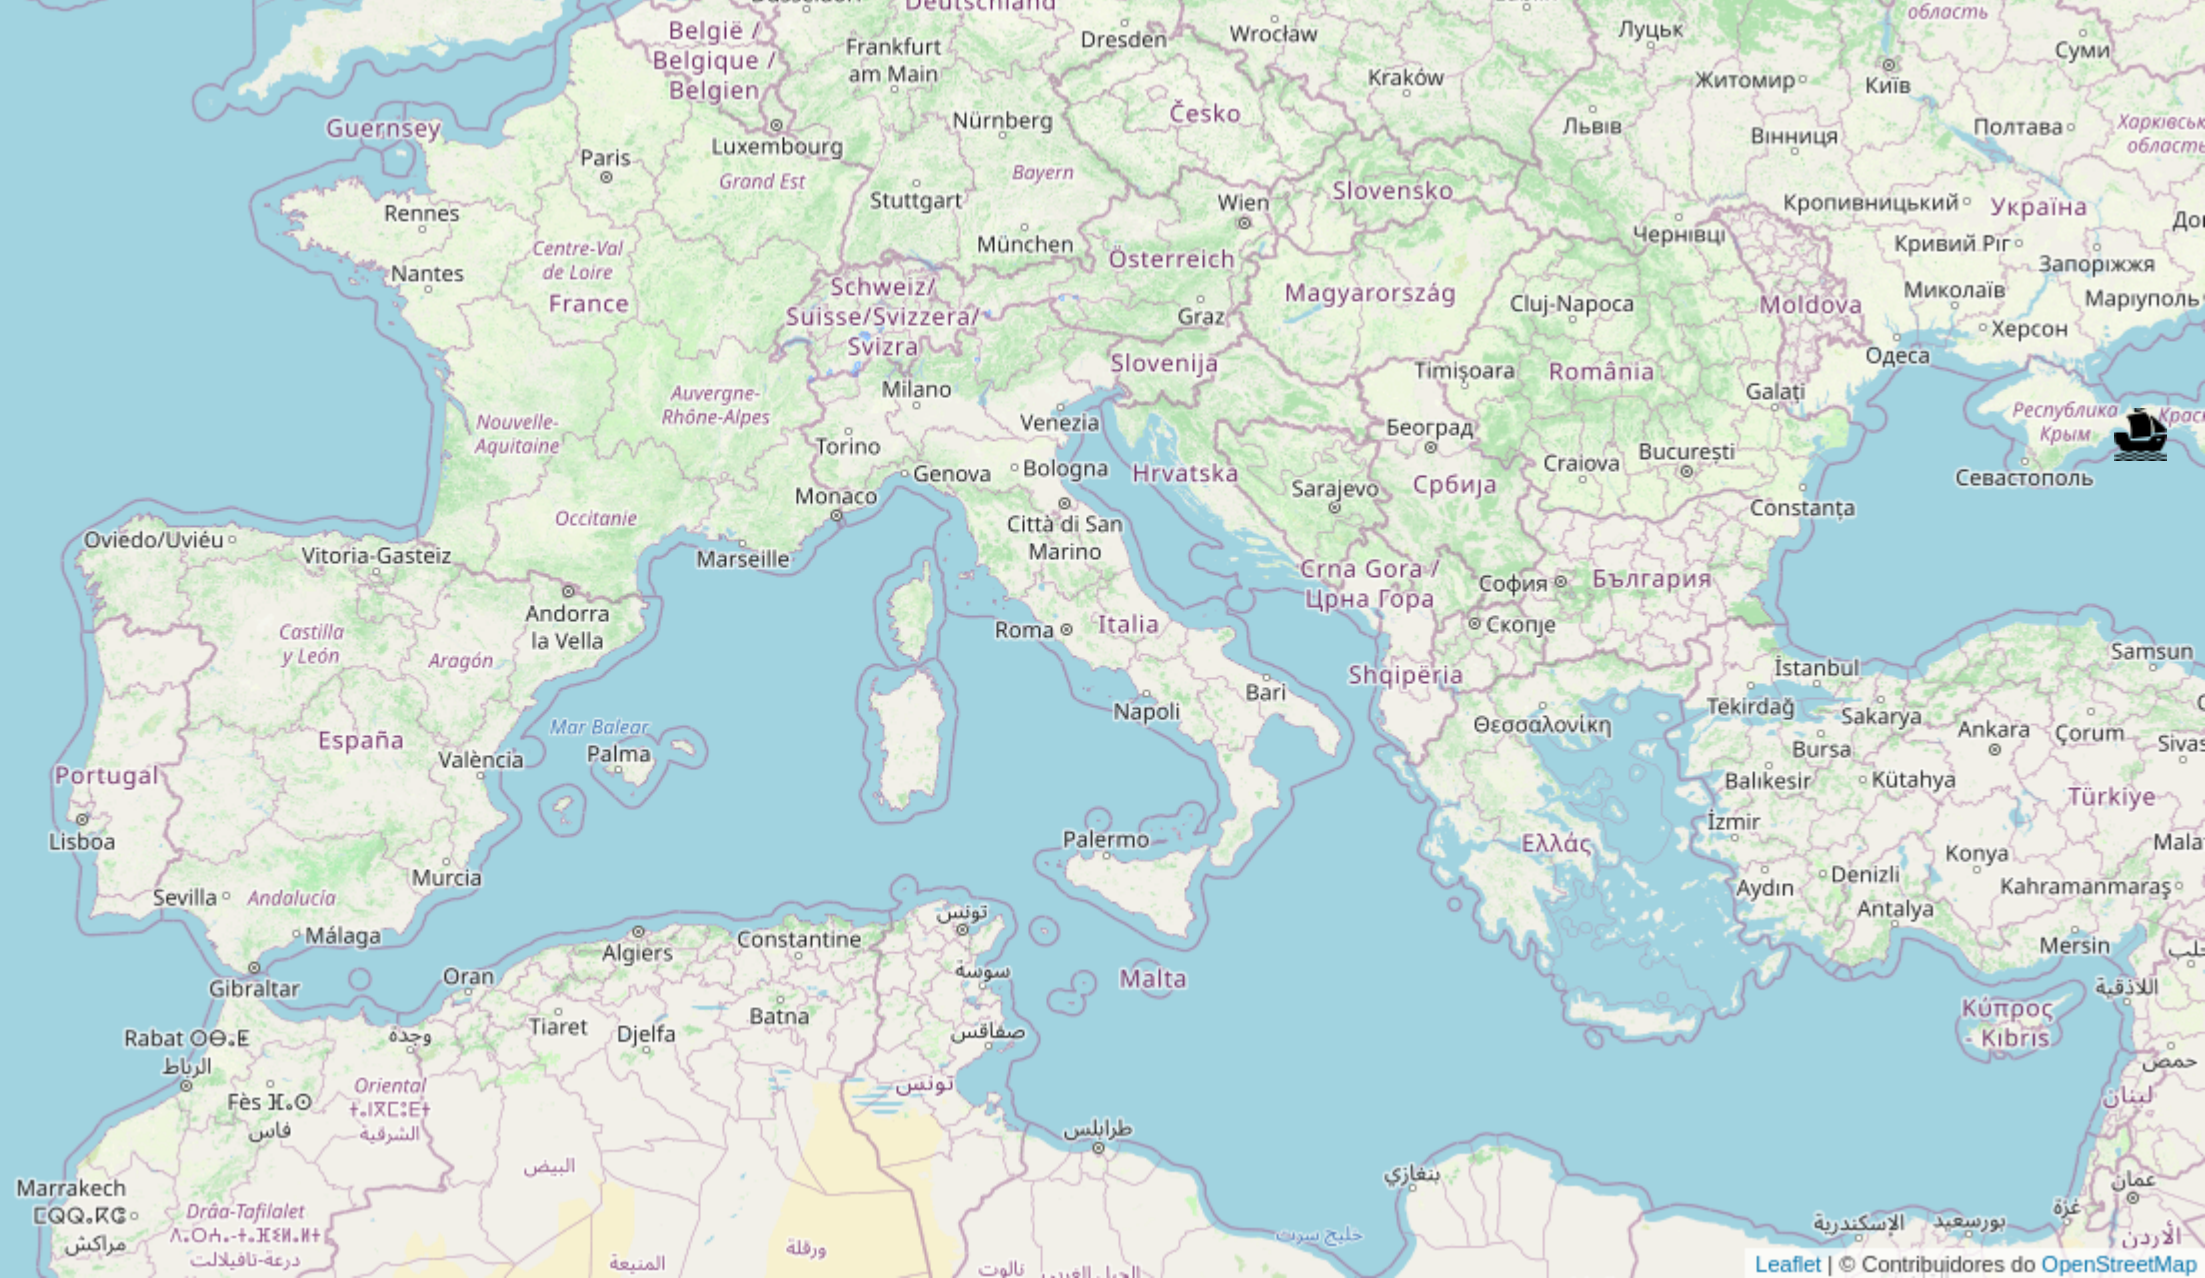 Deutschland
België /
Belgique /
Belgien
Frankfurt
am Main
Dresden
Wrocław
Луцьк
область
Суми
Kraków
Житомир
Київ
Guernsey
Luxembourg
Nürnberg
Česko
Львів
Вінниця
Полтава
Paris
Grand Est
Bayern
Stuttgart
Wien
Slovensko
Кропивницький
Україна
Rennes
München
Österreich
Чернівці
Кривий Ріг
Centre-Val
de Loire
Nantes
France
Schweiz/
Suisse/Svizzera/
Svizra
Magyarország
Cluj-Napoca
Moldova
Запоріжжя
Миколаїв
Маріуполь
Graz
Херсон
Одеса
Slovenija
Timișoara
România
Galați
Milano
Auvergne-
Rhône-Alpes
Nouvelle-
Aquitaine
Venezia
Београд
București
Республика
Крым
Torino
Genova
Bologna
Hrvatska
Craiova
Севастополь
Monaco
Sarajevo
Србија
Constanța
Occitanie
Città di San
Marino
Oviedo/Uviéu
Vitoria-Gasteiz
Marseille
Crna Gora /
Црна Гора
София
България
Andorra
la Vella
Roma
Italia
Скопје
Castilla
y León
Aragón
Shqipëria
İstanbul
Samsun
Bari
Napoli
Tekirdağ
Sakarya
Θεσσαλονίκη
Mar Balear
Palma
España
València
Ankara
Çorum
Bursa
Sivas
Portugal
Balıkesir
Kütahya
Türkiye
Lisboa
Palermo
İzmir
Ελλάς
Konya
Murcia
Sevilla
Andalucía
Aydın
Denizli
Kahramanmaraş
Antalya
تونس
Málaga
Algiers
Constantine
Mersin
Gibraltar
Oran
سوسة
Malta
اللاذقية
Κύπρος
- Kıbrıs
Tiaret
Djelfa
Batna
صفاقس
Rabat ⵔⴱⴰⵟ
الرباط
وجدة
حمص
Oriental
الشرقية
تونس
لبنان
Fès ⴼⴰⵙ
فاس
طرابلس
البيض
بنغازي
عمان
Marrakech
مراكش
Drâa-Tafilalet
درعة-تافيلالت
غزة
الإسكندرية
بورسعيد
خليج سرت
ورقلة
المنيعة
الأردن
نالوت
Leaflet | © Contribuidores do OpenStreetMap